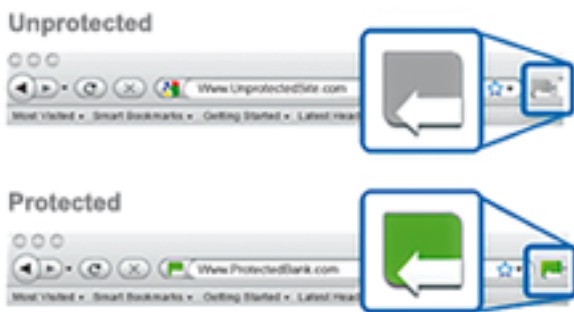 Unprotected
Www.UnprotectedSite.com
Most Visited Smart Bookmarks Getting Started Latest Head
Protected
Www.ProtectedBank.com
Most Visited Smart Bookmarks Getting Started Latest Head